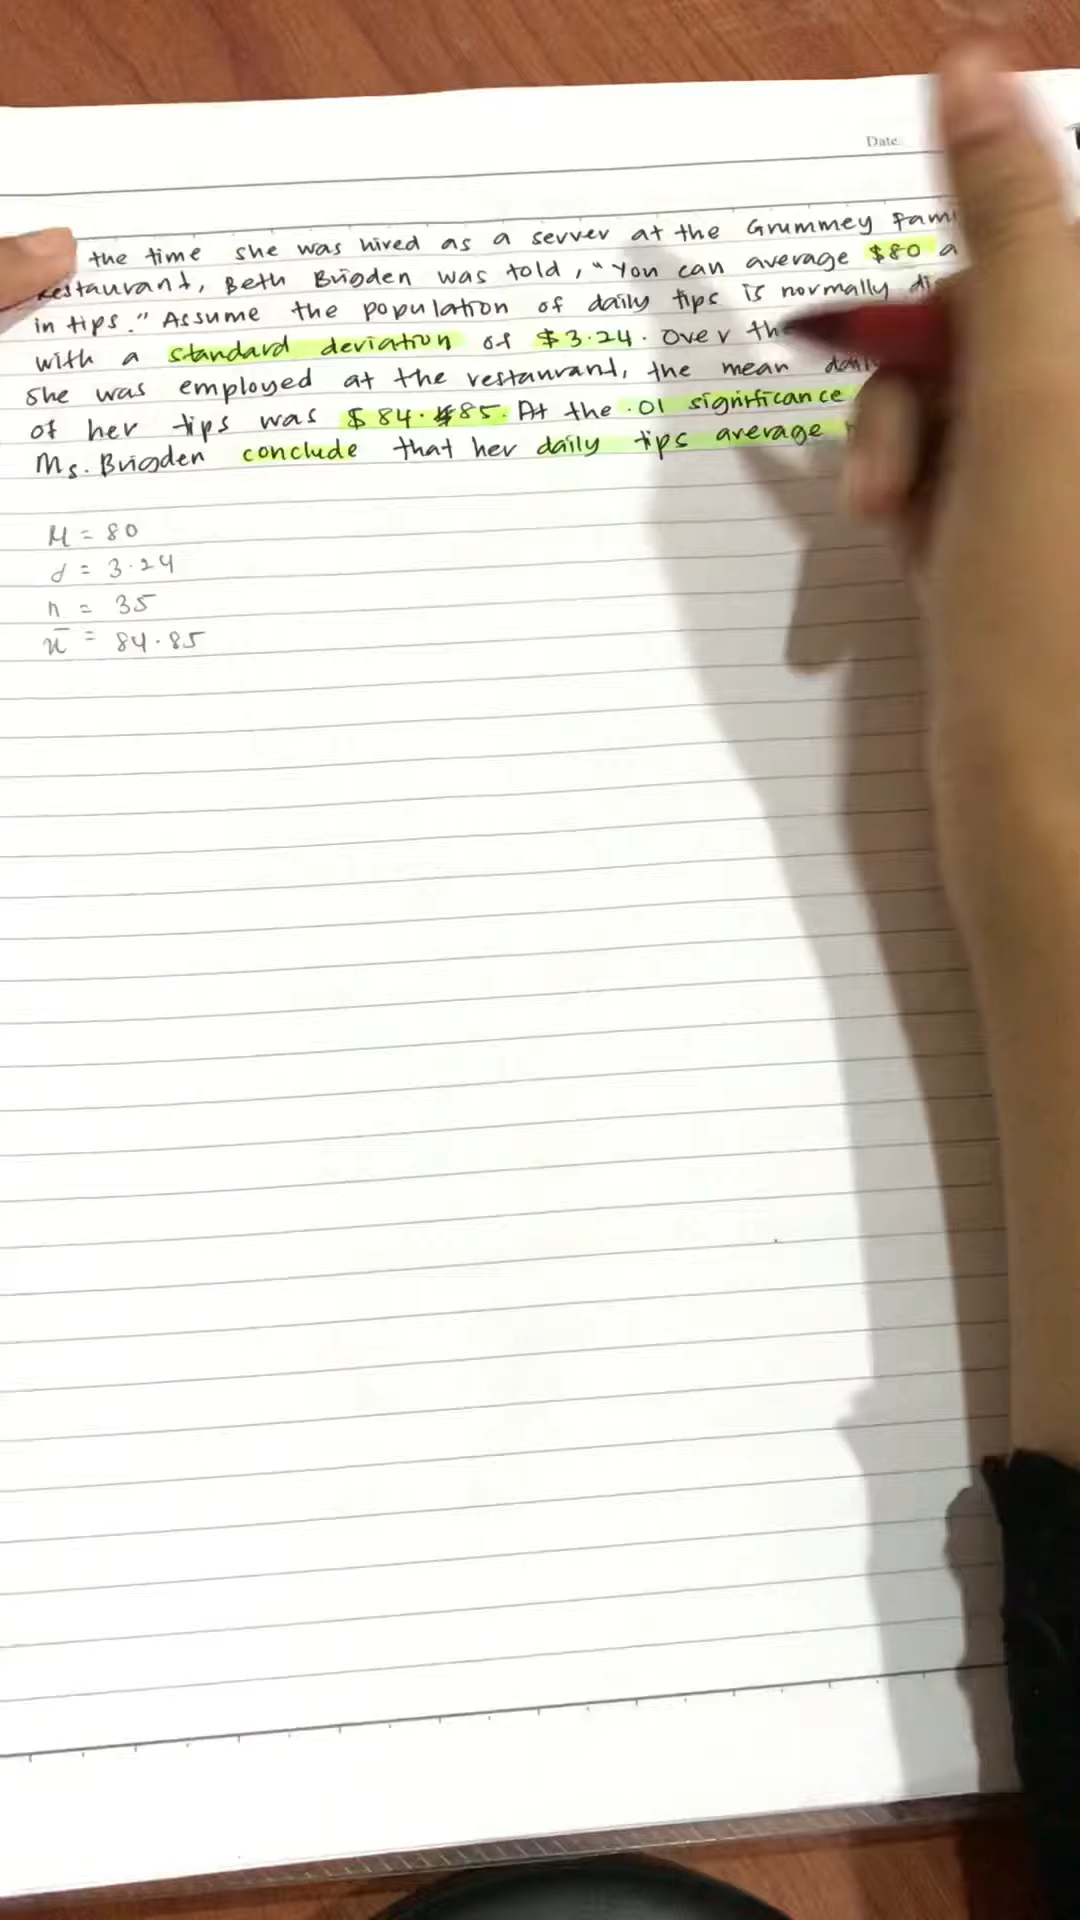 Date
the time she was hired as a server at the Grummey
Restaurant, Beth Brigden was told, "You can average $80 a
in tips." Assume the population of daily tips is normally
with a standard deviation of $3.24. Over
she was employed at the restaurant, the mean
of her tips was $84.85. At the .01 significance
Ms. Brigden conclude that her daily tips average
μ = 80
σ = 3.24
n = 35
x̄ = 84.85